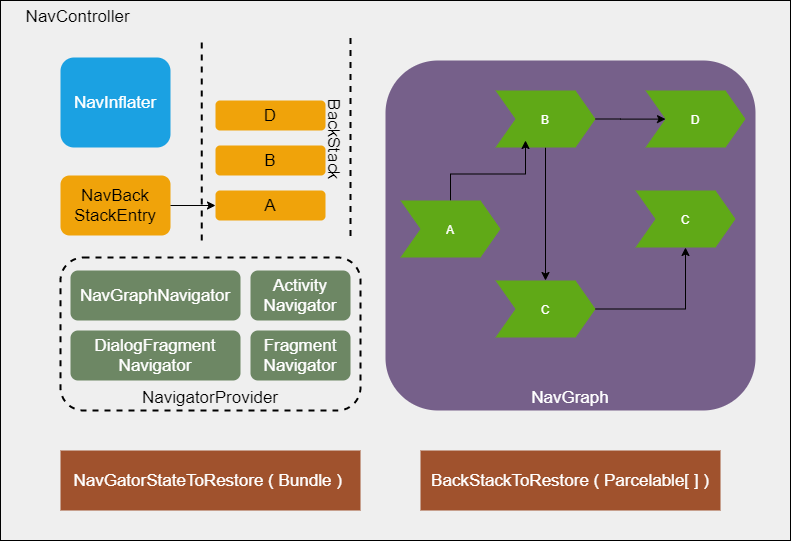 NavController
NavInflater
D
B
A
BackStack
NavBack
StackEntry
NavGraphNavigator
Activity
Navigator
DialogFragment
Navigator
Fragment
Navigator
NavigatorProvider
B
D
A
C
C
NavGraph
NavGatorStateToRestore ( Bundle )
BackStackToRestore ( Parcelable[ ] )